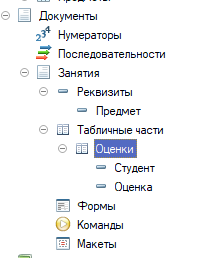 Документы
Нумераторы
Последовательности
Занятия
Реквизиты
Предмет
Табличные части
Оценки
Студент
Оценка
Формы
Команды
Макеты